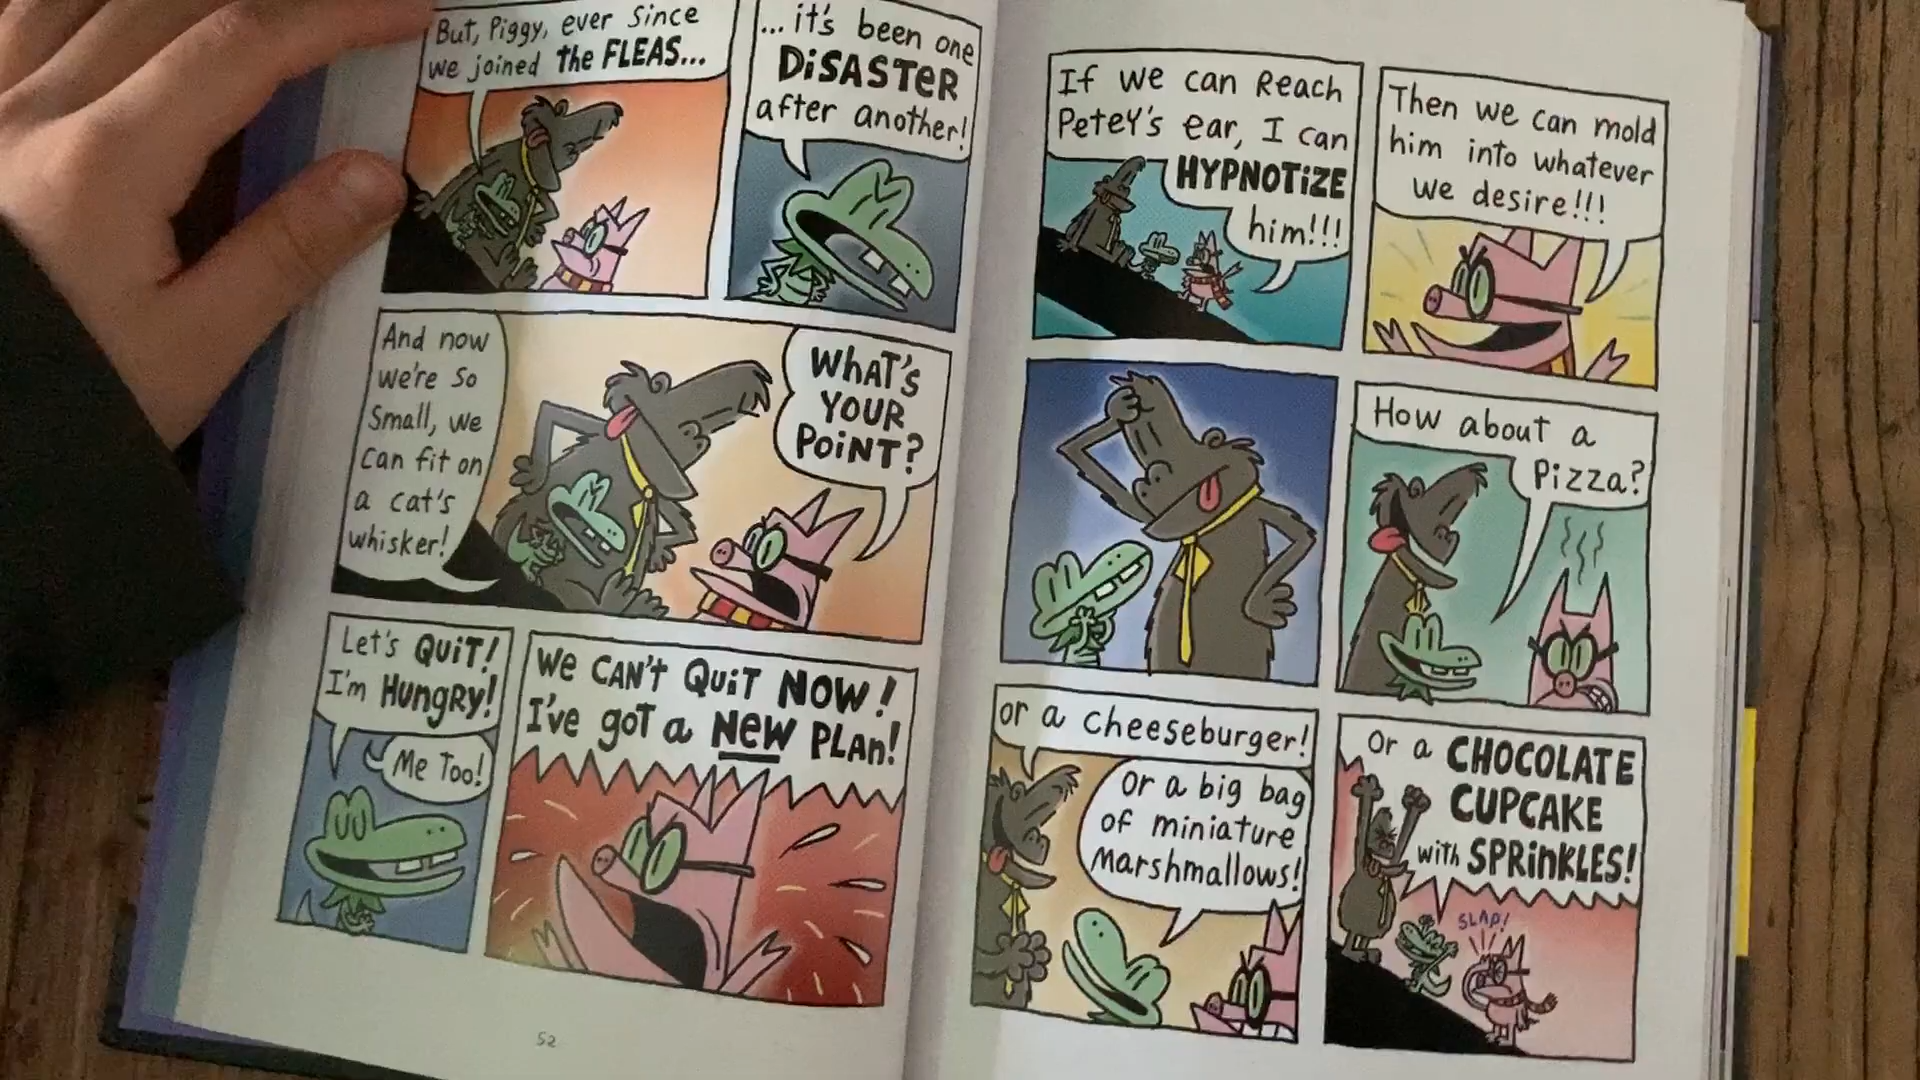 But, Piggy, ever since
we joined the FLEAS...
...it's been one
DiSASTeR
after another!
And now
we're so
small, we
can fit on
a cat's
whisker!
WHAT'S
YOUR
POiNT?
Let's QuiT!
I'm HungRy!
Me Too!
We CAN'T QuiT NOW!
I've goT a New PLAn!
52
If we can Reach
Petey's ear, I can
HYPNOTiZE
him!!!
Then we can mold
him into whatever
we desire!!!
How about a
Pizza?
or a cheeseburger!
Or a big bag
of miniature
Marshmallows!
Or a CHOCOLATE
CUPCAKE
with SPRinKLES!
SLAP!